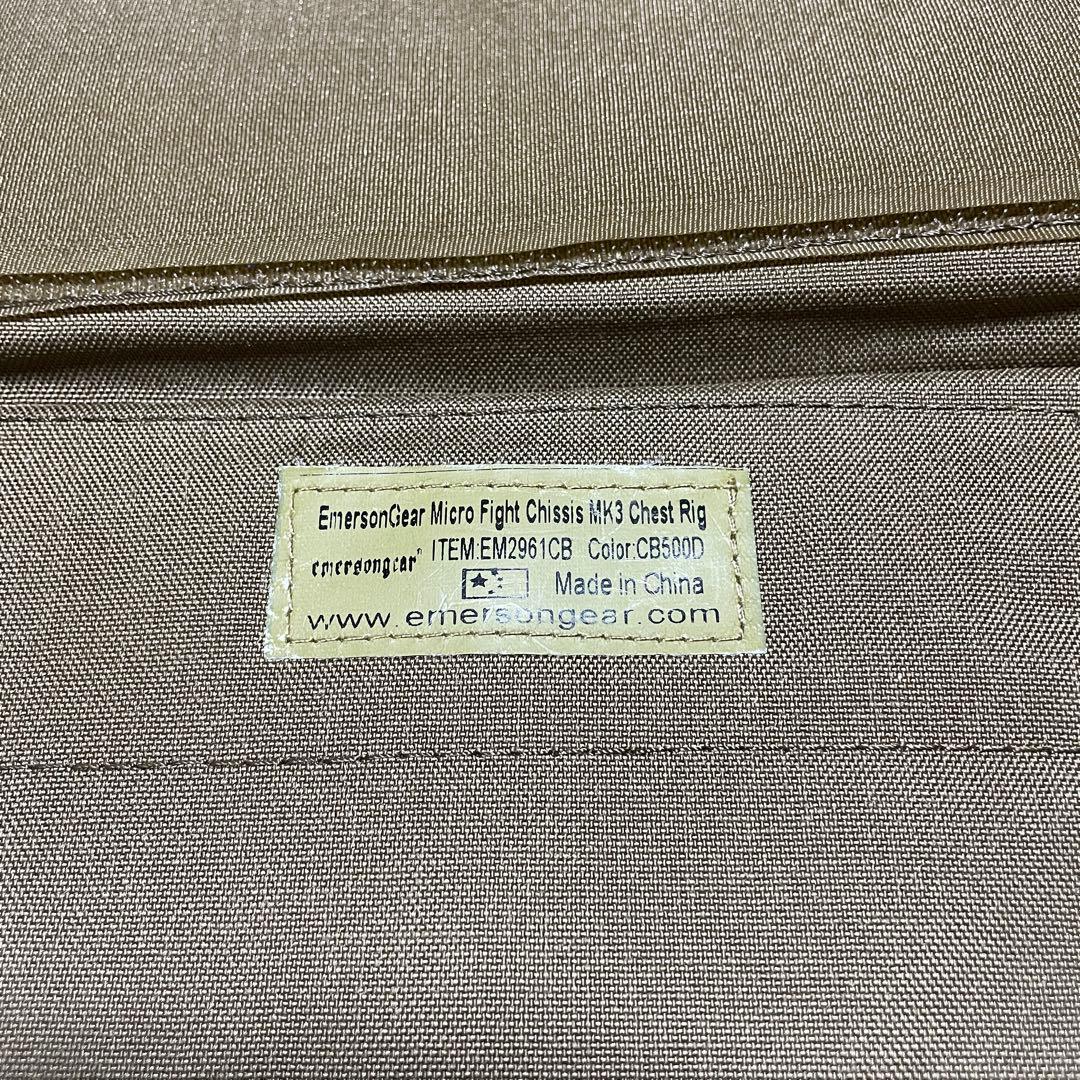 EmersonGear Micro Fight Chissis MK3 Chest Rig
emersongear® ITEM:EM2961CB Color:CB500D
Made in China
www.emersongear.com